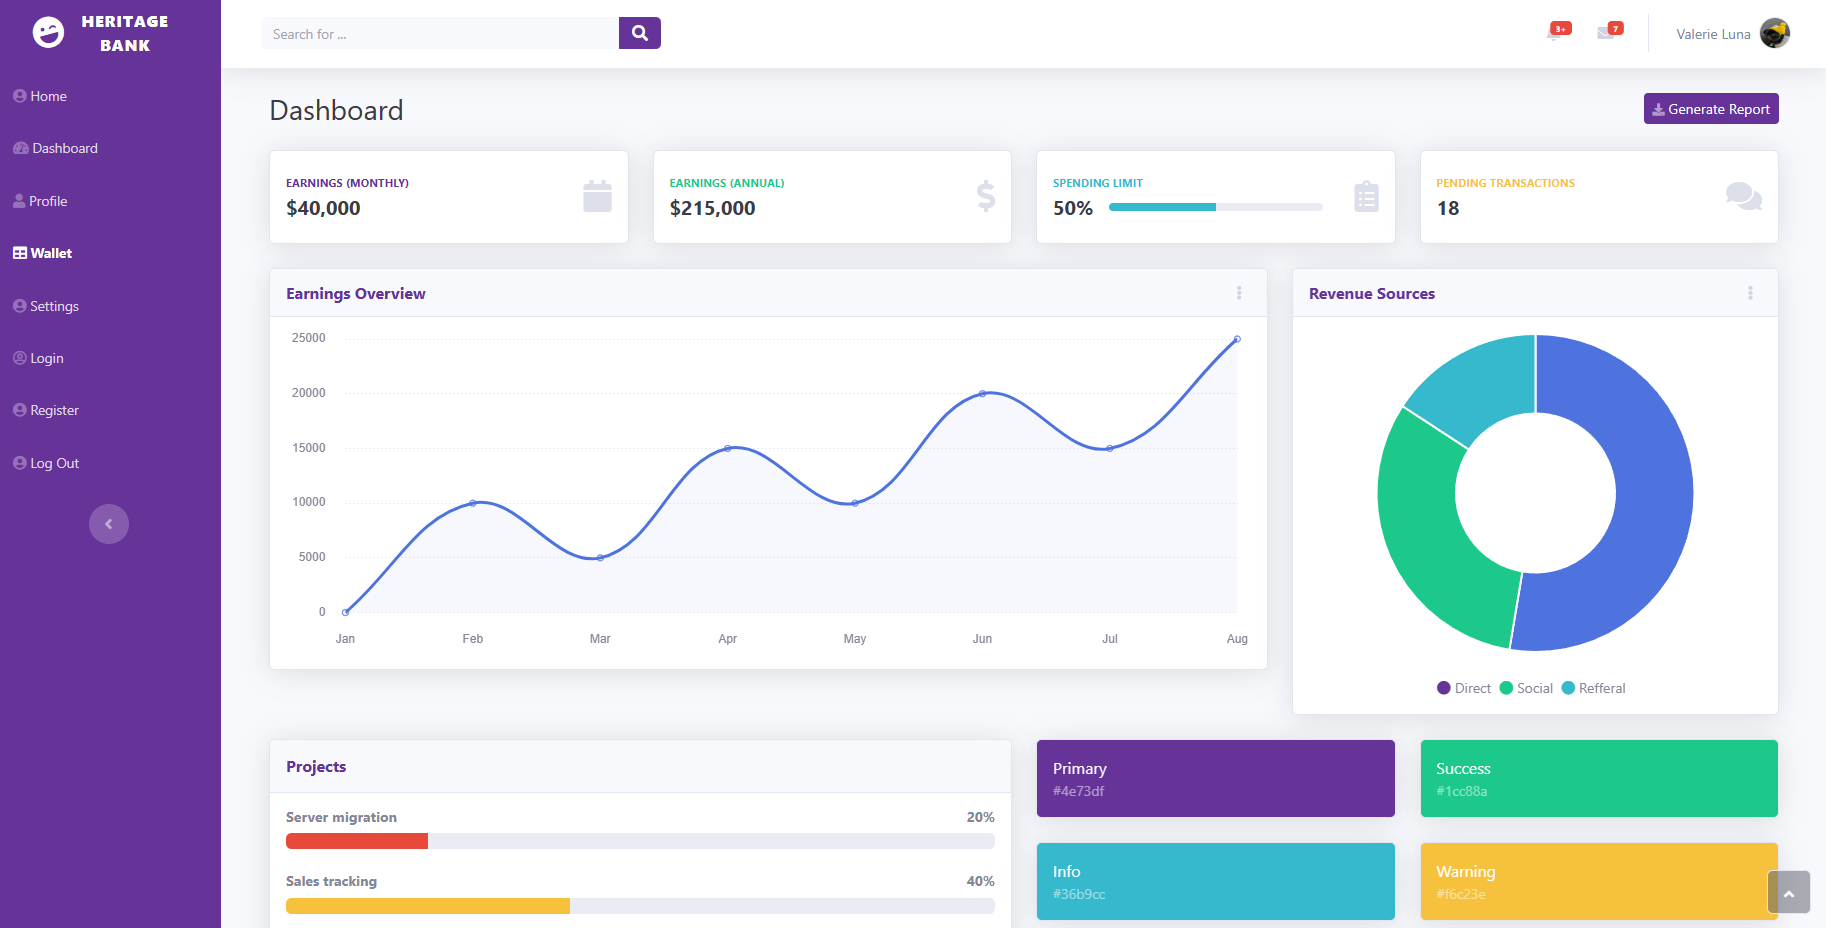 HERITAGE
BANK
Search for ...
3+
7
Valerie Luna
Home
Dashboard
Profile
Wallet
Settings
Login
Register
Log Out
Dashboard
Generate Report
EARNINGS (MONTHLY)
$40,000
EARNINGS (ANNUAL)
$215,000
SPENDING LIMIT
50%
PENDING TRANSACTIONS
18
Earnings Overview
25000
20000
15000
10000
5000
0
Jan Feb Mar Apr May Jun Jul Aug
Revenue Sources
Direct Social Refferal
Projects
Server migration 20%
Sales tracking 40%
Primary
#4e73df
Success
#1cc88a
Info
#36b9cc
Warning
#f6c23e